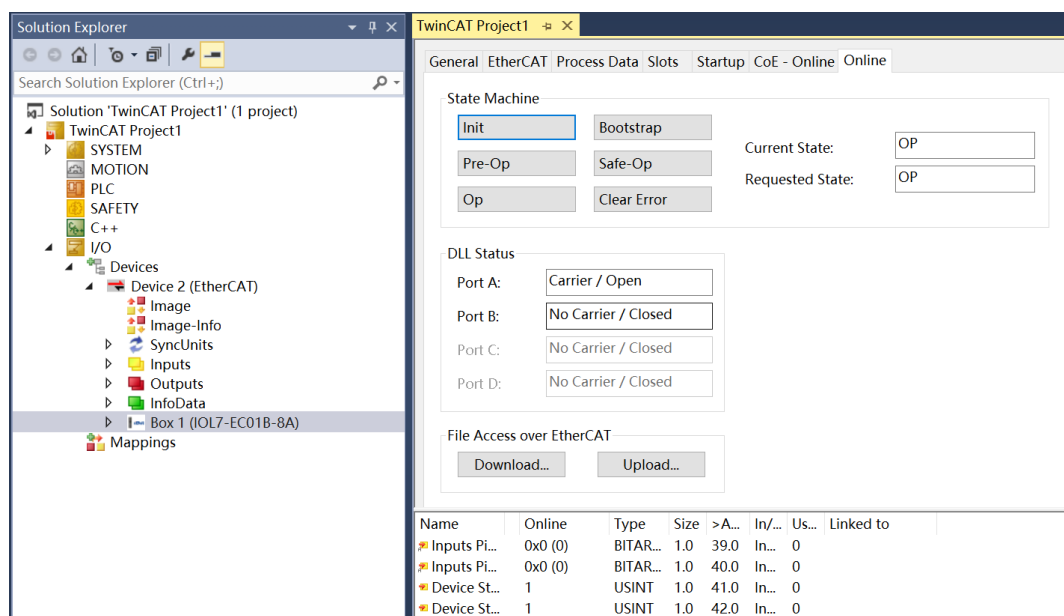 Solution Explorer
Search Solution Explorer (Ctrl+;)
Solution 'TwinCAT Project1' (1 project)
TwinCAT Project1
SYSTEM
MOTION
PLC
SAFETY
C++
I/O
Devices
Device 2 (EtherCAT)
Image
Image-Info
SyncUnits
Inputs
Outputs
InfoData
Box 1 (IOL7-EC01B-8A)
Mappings
TwinCAT Project1
General EtherCAT Process Data Slots Startup CoE - Online Online
State Machine
Init Bootstrap
Pre-Op Safe-Op
Op Clear Error
Current State: OP
Requested State: OP
DLL Status
Port A: Carrier / Open
Port B: No Carrier / Closed
Port C: No Carrier / Closed
Port D: No Carrier / Closed
File Access over EtherCAT
Download... Upload...
Name Online Type Size >A... In/... Us... Linked to
Inputs Pi... 0x0 (0) BITAR... 1.0 39.0 In... 0
Inputs Pi... 0x0 (0) BITAR... 1.0 40.0 In... 0
Device St... 1 USINT 1.0 41.0 In... 0
Device St... 1 USINT 1.0 42.0 In... 0